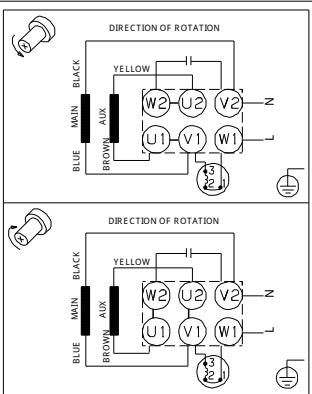 DIRECTION OF ROTATION
BLACK
YELLOW
MAIN
AUX
W2 U2 V2 N
U1 V1 W1 L
BLUE
BROWN
3
2 1
DIRECTION OF ROTATION
BLACK
YELLOW
MAIN
AUX
W2 U2 V2 N
U1 V1 W1 L
BLUE
BROWN
3
2 1